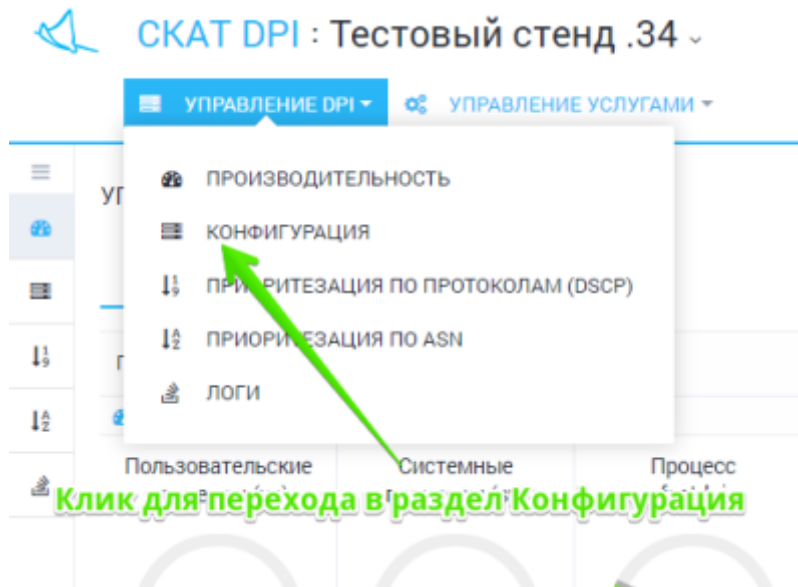 СКАТ DPI : Тестовый стенд .34
УПРАВЛЕНИЕ DPI
УПРАВЛЕНИЕ УСЛУГАМИ
ПРОИЗВОДИТЕЛЬНОСТЬ
КОНФИГУРАЦИЯ
ПРИОРИТЕЗАЦИЯ ПО ПРОТОКОЛАМ (DSCP)
ПРИОРИТЕЗАЦИЯ ПО ASN
ЛОГИ
Пользовательские
Системные
Процесс
Клик для перехода в раздел Конфигурация